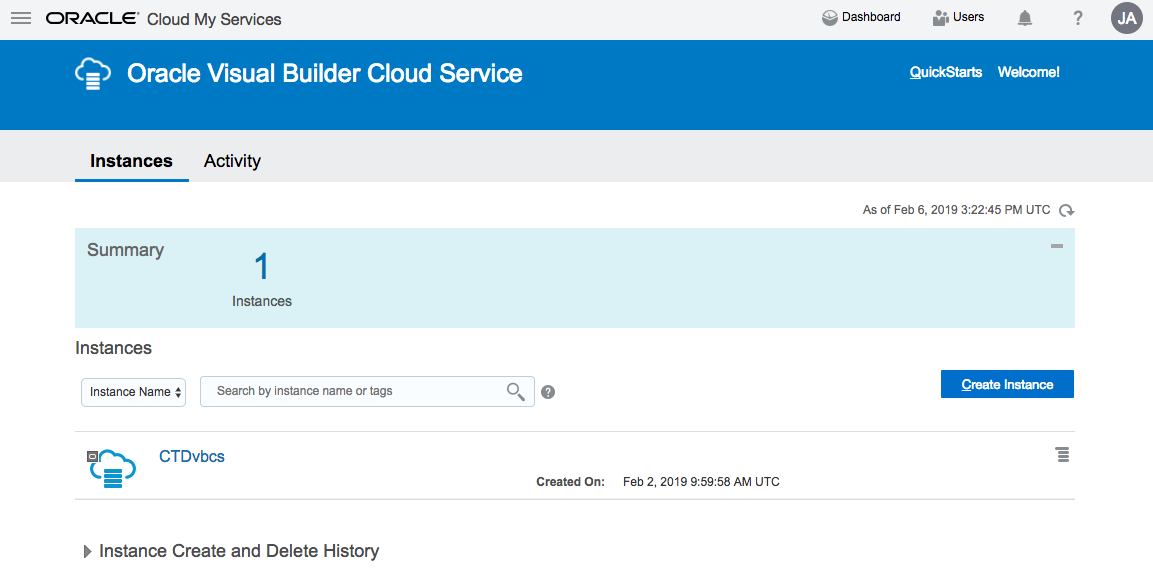 ORACLE® Cloud My Services Dashboard Users ? JA
Oracle Visual Builder Cloud Service QuickStarts Welcome!
Instances Activity
As of Feb 6, 2019 3:22:45 PM UTC
Summary
1
Instances
Instances
Instance Name Search by instance name or tags ? Create Instance
CTDvbcs
Created On: Feb 2, 2019 9:59:58 AM UTC
Instance Create and Delete History